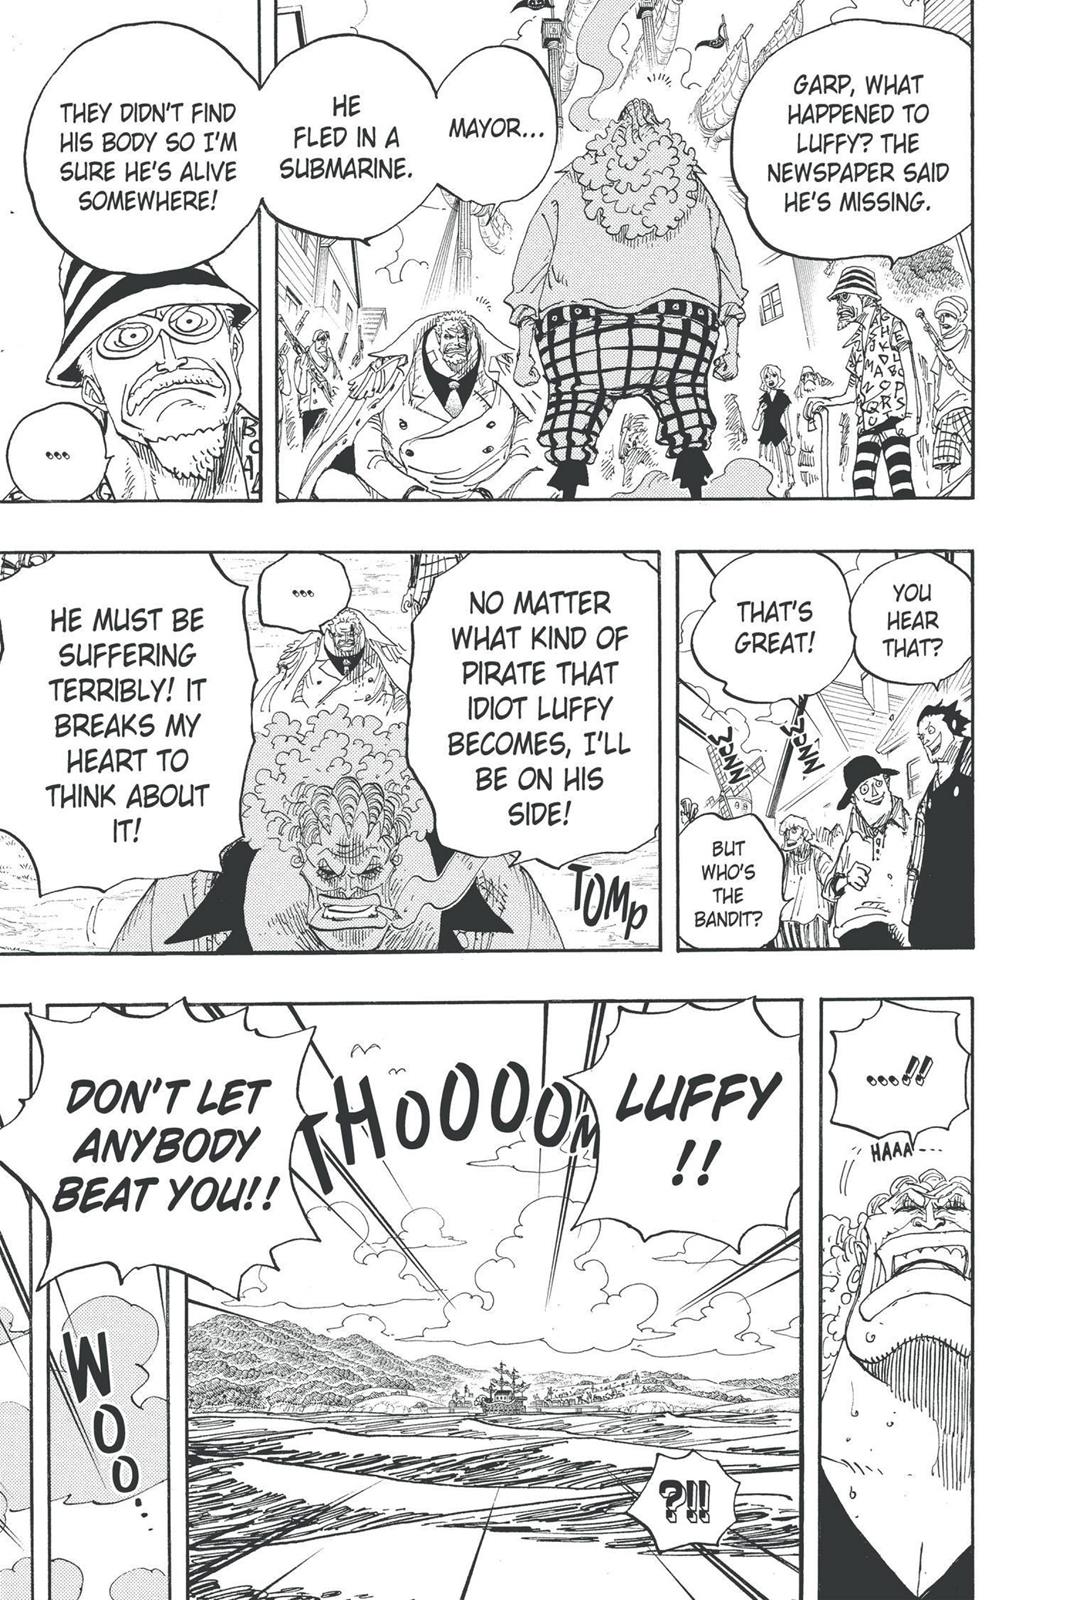 GARP, WHAT
HAPPENED TO
LUFFY? THE
NEWSPAPER SAID
HE'S MISSING.
MAYOR...
HE
FLED IN A
SUBMARINE.
THEY DIDN'T FIND
HIS BODY SO I'M
SURE HE'S ALIVE
SOMEWHERE!
...
YOU
HEAR
THAT?
THAT'S
GREAT!
WUNN
WUNN
BUT
WHO'S
THE
BANDIT?
NO MATTER
WHAT KIND OF
PIRATE THAT
IDIOT LUFFY
BECOMES, I'LL
BE ON HIS
SIDE!
TOMP
...
HE MUST BE
SUFFERING
TERRIBLY! IT
BREAKS MY
HEART TO
THINK ABOUT
IT!
....!!
HAAA---
LUFFY
!!
THOOOOOM
DON'T LET
ANYBODY
BEAT YOU!!
?!!
WOO...